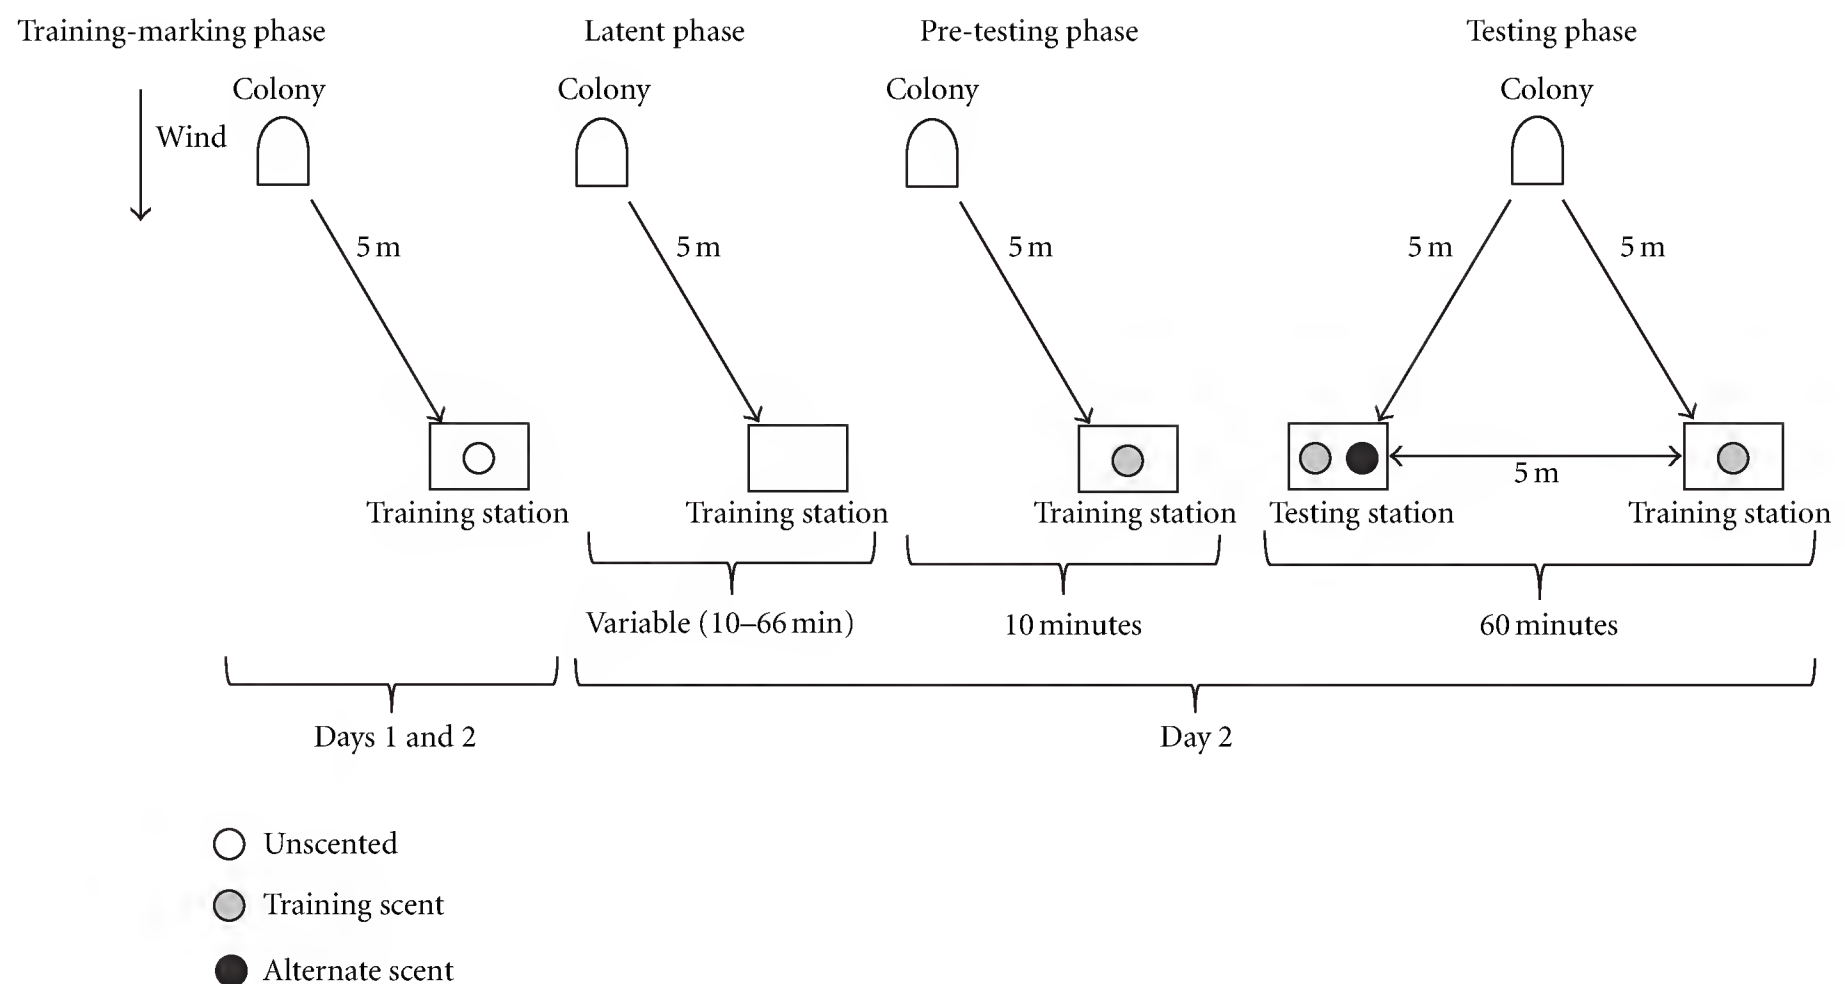 Training-marking phase
Latent phase
Pre-testing phase
Testing phase
Colony
Colony
Colony
Colony
Wind
5 m
5 m
5 m
5 m
5 m
5 m
Training station
Training station
Training station
Testing station
Training station
Variable (10–66 min)
10 minutes
60 minutes
Days 1 and 2
Day 2
Unscented
Training scent
Alternate scent